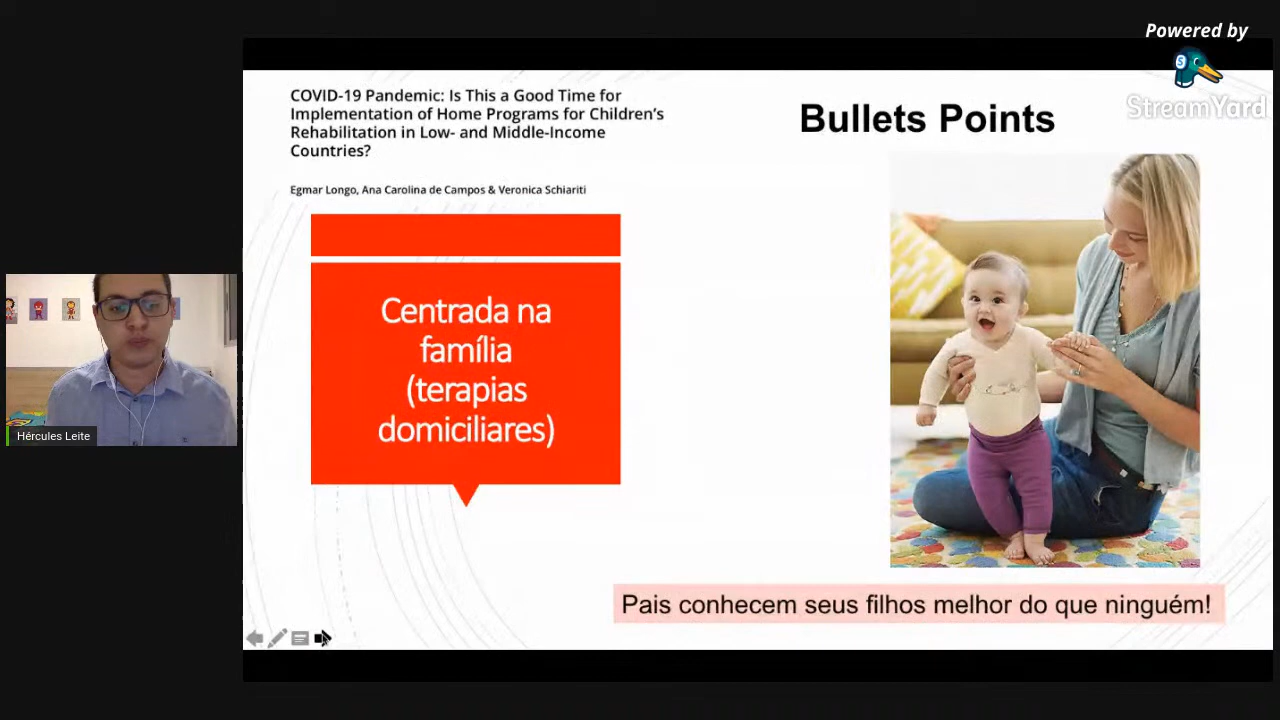 Powered by
StreamYard
COVID-19 Pandemic: Is This a Good Time for
Implementation of Home Programs for Children's
Rehabilitation in Low- and Middle-Income
Countries?
Egmar Longo, Ana Carolina de Campos & Veronica Schiariti
Bullets Points
Centrada na
família
(terapias
domiciliares)
Hércules Leite
Pais conhecem seus filhos melhor do que ninguém!